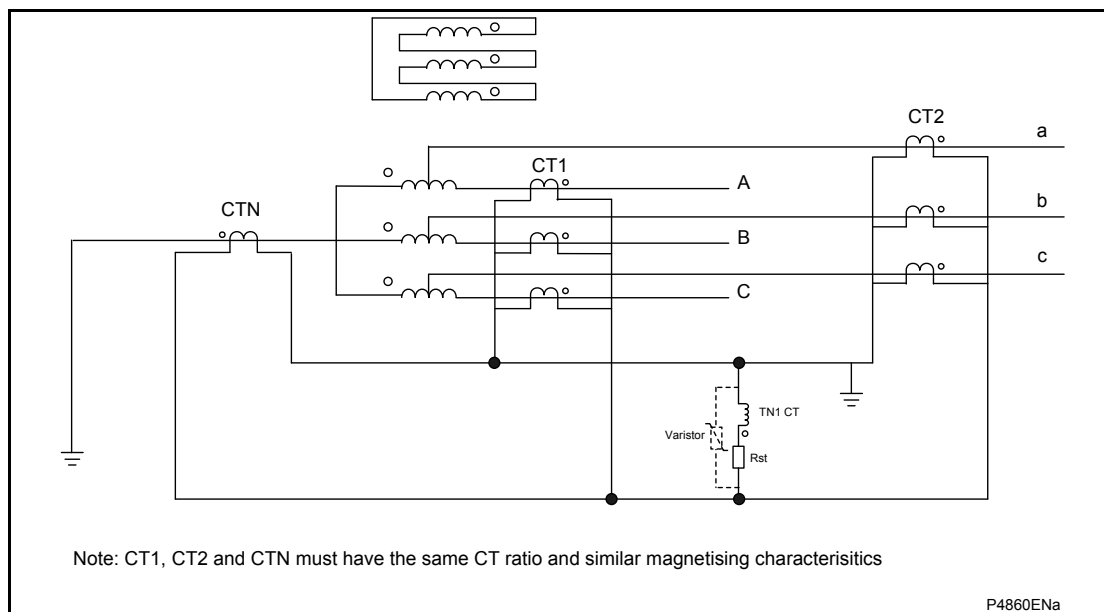 CT2
a
CT1
A
CTN
b
B
c
C
TN1 CT
Varistor
Rst
Note: CT1, CT2 and CTN must have the same CT ratio and similar magnetising characterisitics
P4860ENa